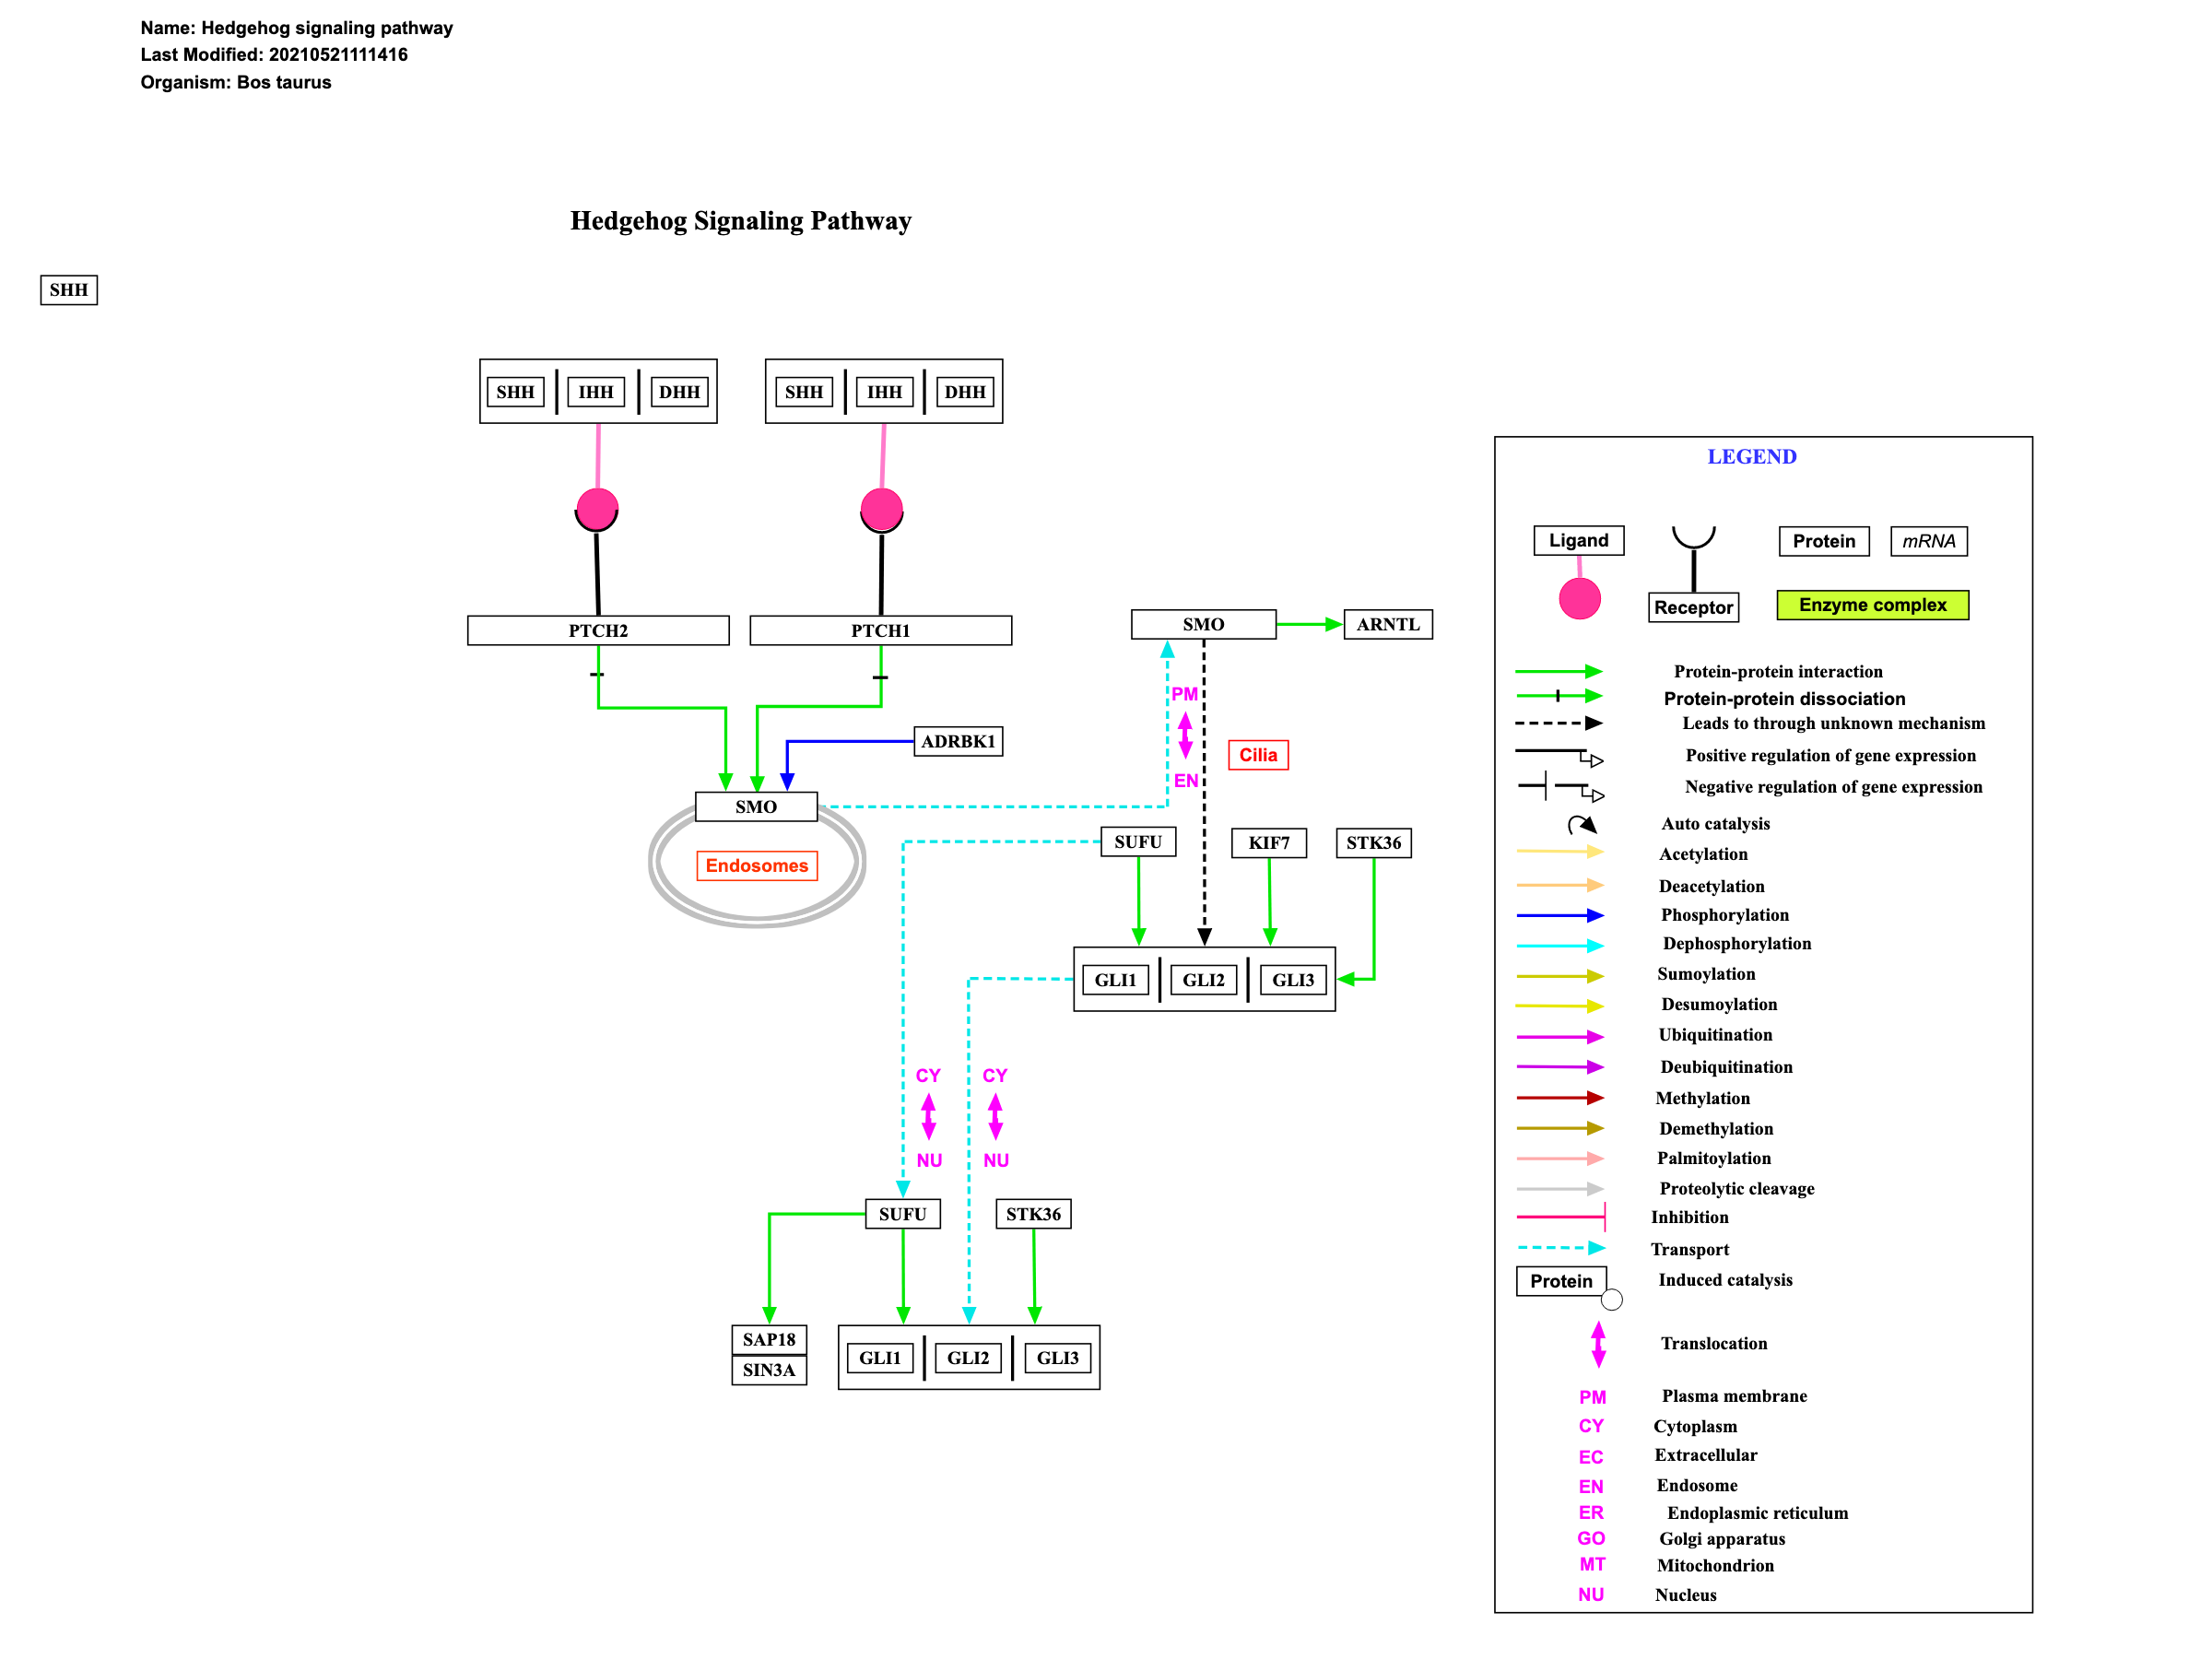 Name: Hedgehog signaling pathway
Last Modified: 20210521111416
Organism: Bos taurus
Hedgehog Signaling Pathway
SHH
SHH IHH DHH
SHH IHH DHH
PTCH2
PTCH1
SMO
ARNTL
PM
EN
Cilia
ADRBK1
SMO
Endosomes
SUFU
KIF7
STK36
GLI1 GLI2 GLI3
CY
NU
CY
NU
SUFU
STK36
SAP18
SIN3A
GLI1 GLI2 GLI3
LEGEND
Ligand
Receptor
Protein
mRNA
Enzyme complex
Protein-protein interaction
Protein-protein dissociation
Leads to through unknown mechanism
Positive regulation of gene expression
Negative regulation of gene expression
Auto catalysis
Acetylation
Deacetylation
Phosphorylation
Dephosphorylation
Sumoylation
Desumoylation
Ubiquitination
Deubiquitination
Methylation
Demethylation
Palmitoylation
Proteolytic cleavage
Inhibition
Transport
Protein Induced catalysis
Translocation
PM Plasma membrane
CY Cytoplasm
EC Extracellular
EN Endosome
ER Endoplasmic reticulum
GO Golgi apparatus
MT Mitochondrion
NU Nucleus